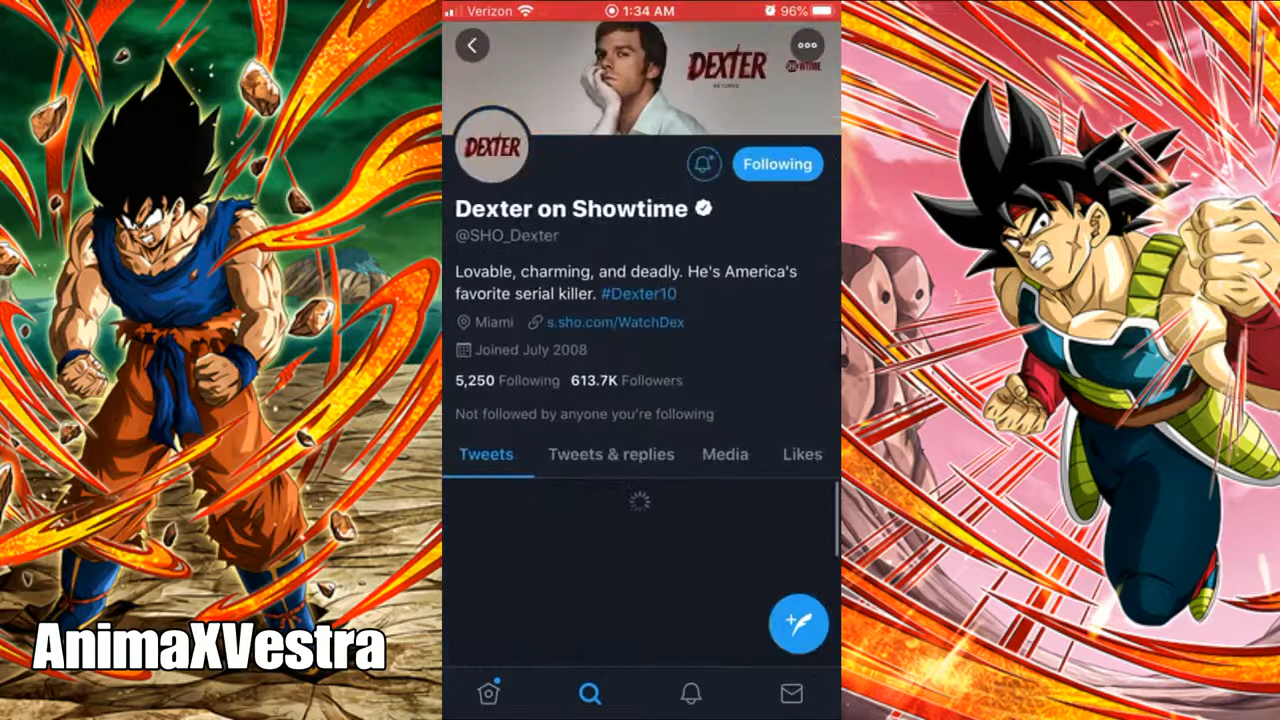 Verizon 1:34 AM 96%
DEXTER
RETURNS
SHOWTIME
DEXTER
Following
Dexter on Showtime
@SHO_Dexter
Lovable, charming, and deadly. He's America's
favorite serial killer. #Dexter10
Miami s.sho.com/WatchDex
Joined July 2008
5,250 Following 613.7K Followers
Not followed by anyone you're following
Tweets Tweets & replies Media Likes
AnimaXVestra